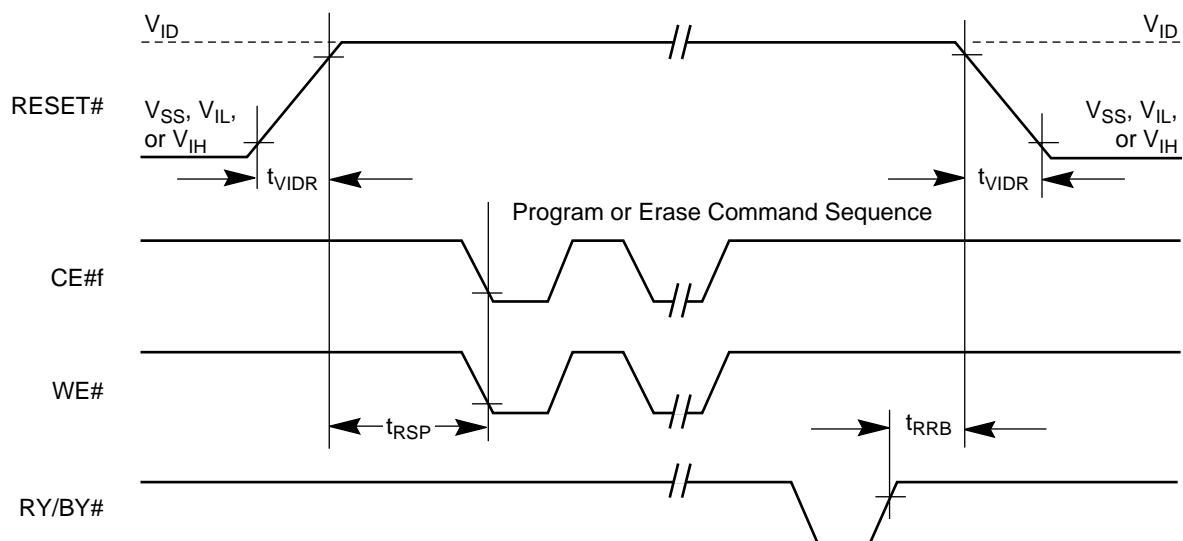 VID
VID
RESET#
VSS, VIL,
or VIH
VSS, VIL,
or VIH
tVIDR
tVIDR
Program or Erase Command Sequence
CE#f
WE#
tRSP
tRRB
RY/BY#